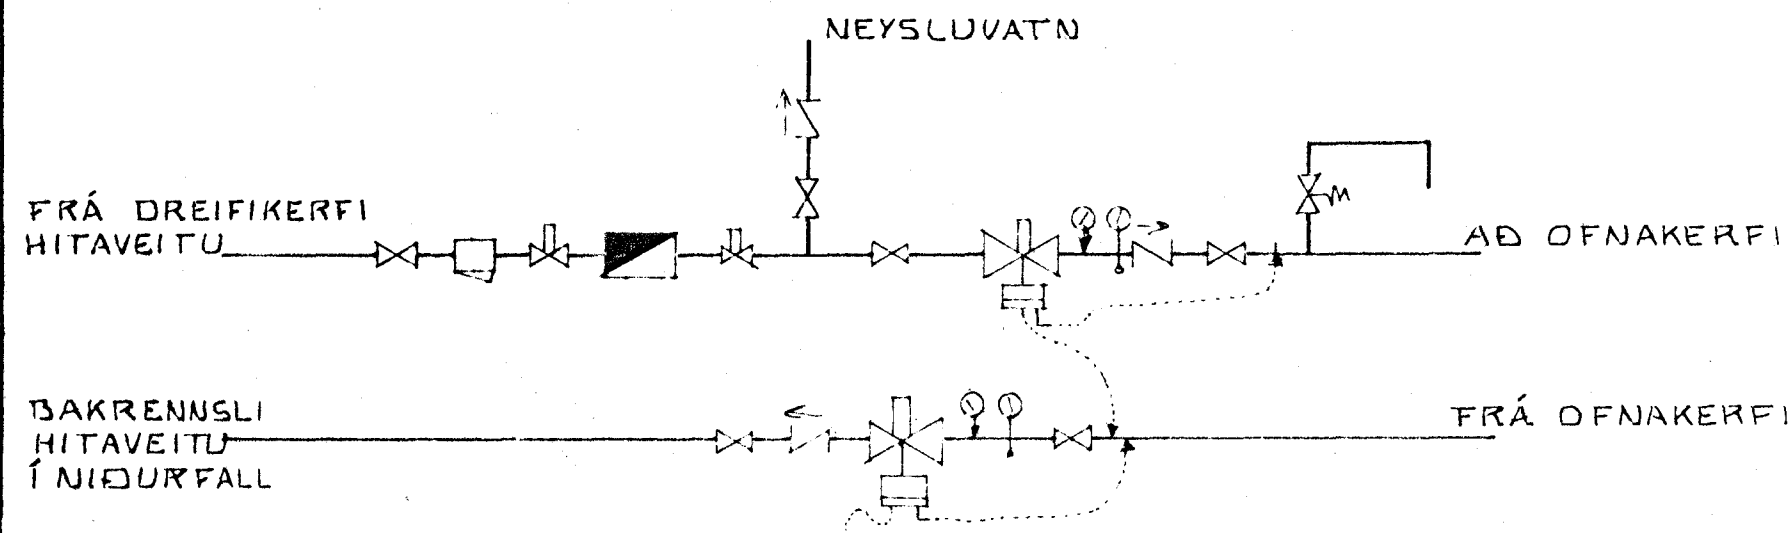 NEYSLUVATN
FRÁ DREIFIKERFI
HITAVEITU
AÐ OFNAKERFI
BAKRENNSLI
HITAVEITU
Í NIÐURFALL
FRÁ OFNAKERFI